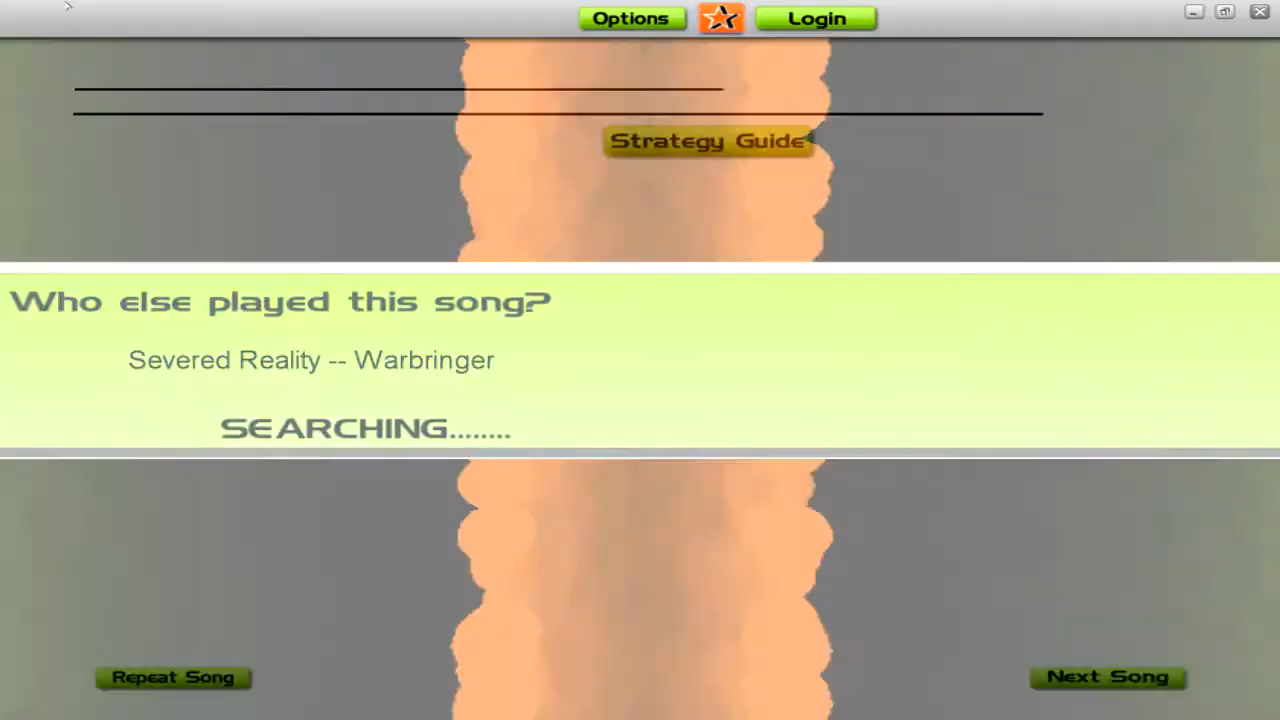 Options
Login
Strategy Guide
Who else played this song?
Severed Reality -- Warbringer
SEARCHING........
Repeat Song
Next Song